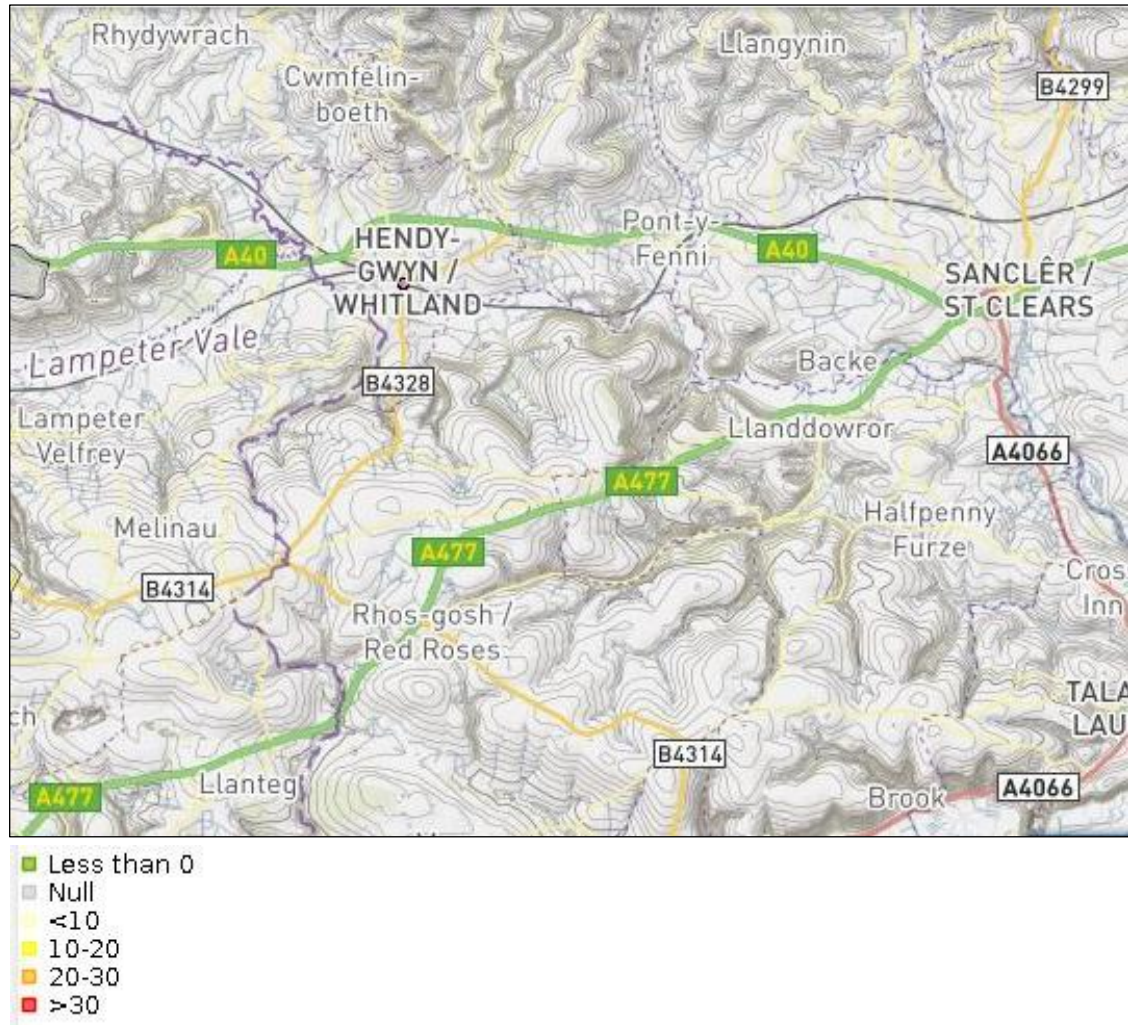 Rhydywrach
Llangynin
Cwmfelin-
boeth
B4299
Pont-y-
Fenni
HENDY-
GWYN /
WHITLAND
A40
A40
SANCLÊR /
ST CLEARS
Lampeter Vale
Backe
B4328
Lampeter
Velfrey
Llanddowror
A4066
A477
Melinau
Halfpenny
Furze
A477
B4314
Cros
Inn
Rhos-gosh /
Red Roses
TALA
LAU
ch
B4314
Llanteg
A477
Brook
A4066
Less than 0
Null
<10
10-20
20-30
>30